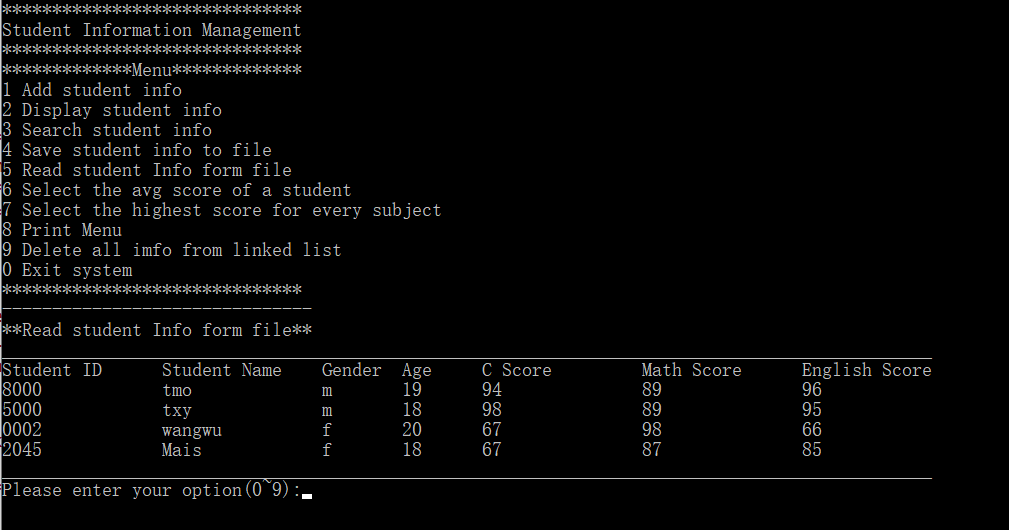 ******************************
Student Information Management
******************************
*************Menu*************
1 Add student info
2 Display student info
3 Search student info
4 Save student info to file
5 Read student Info form file
6 Select the avg score of a student
7 Select the highest score for every subject
8 Print Menu
9 Delete all imfo from linked list
0 Exit system
******************************
-------------------------------
**Read student Info form file**
Student ID Student Name Gender Age C Score Math Score English Score
8000 tmo m 19 94 89 96
5000 txy m 18 98 89 95
0002 wangwu f 20 67 98 66
2045 Mais f 18 67 87 85
Please enter your option(0~9):